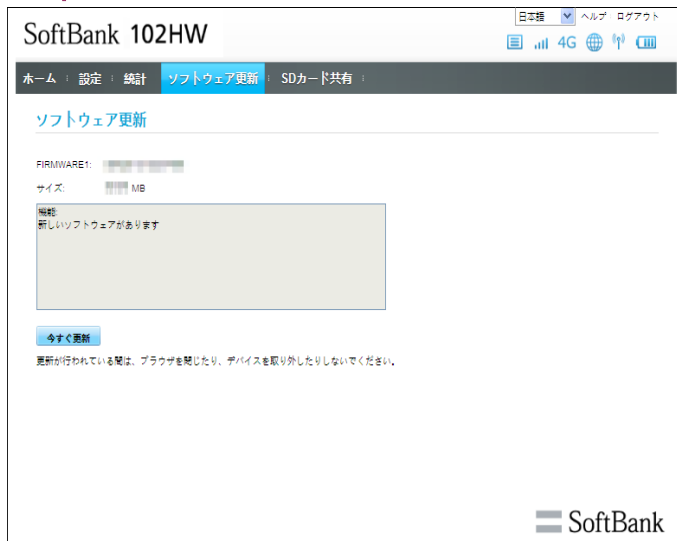 日本語 ヘルプ ログアウト
SoftBank 102HW
4G
ホーム 設定 統計 ソフトウェア更新 SDカード共有
ソフトウェア更新
FIRMWARE1:
サイズ: MB
機能:
新しいソフトウェアがあります
今すぐ更新
更新が行われている間は、ブラウザを閉じたり、デバイスを取り外したりしないでください。
SoftBank